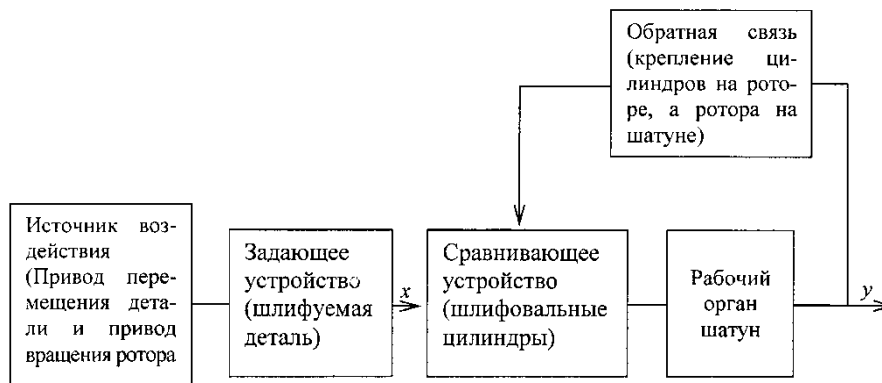 Обратная связь
(крепление ци-
линдров на рото-
ре, а ротора на
шатуне)
Источник воз-
действия
(Привод пере-
мещения дета-
ли и привод
вращения ротора
Задающее
устройство
(шлифуемая
деталь)
x
Сравнивающее
устройство
(шлифовальные
цилиндры)
Рабочий
орган
шатун
y